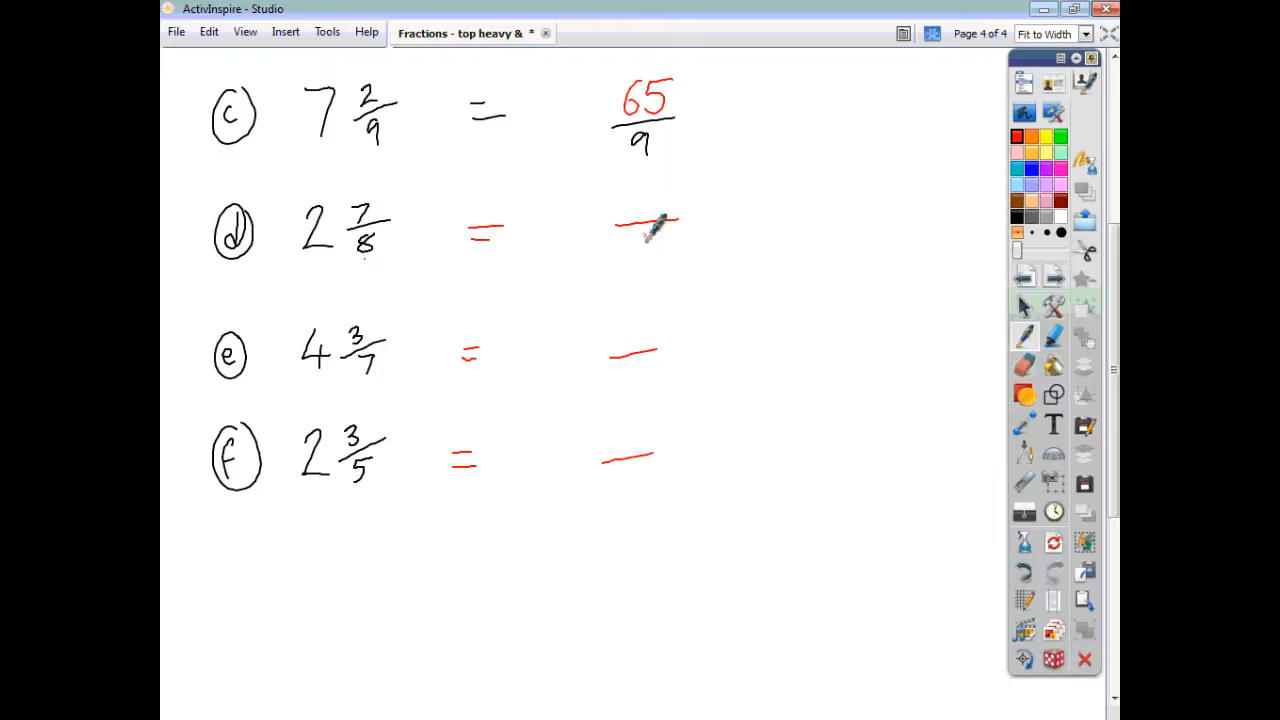 ActivInspire - Studio
File Edit View Insert Tools Help Fractions - top heavy & * Page 4 of 4 Fit to Width
c 7 2/9 = 65/9
d 2 7/8 =
e 4 3/7 =
f 2 3/5 =